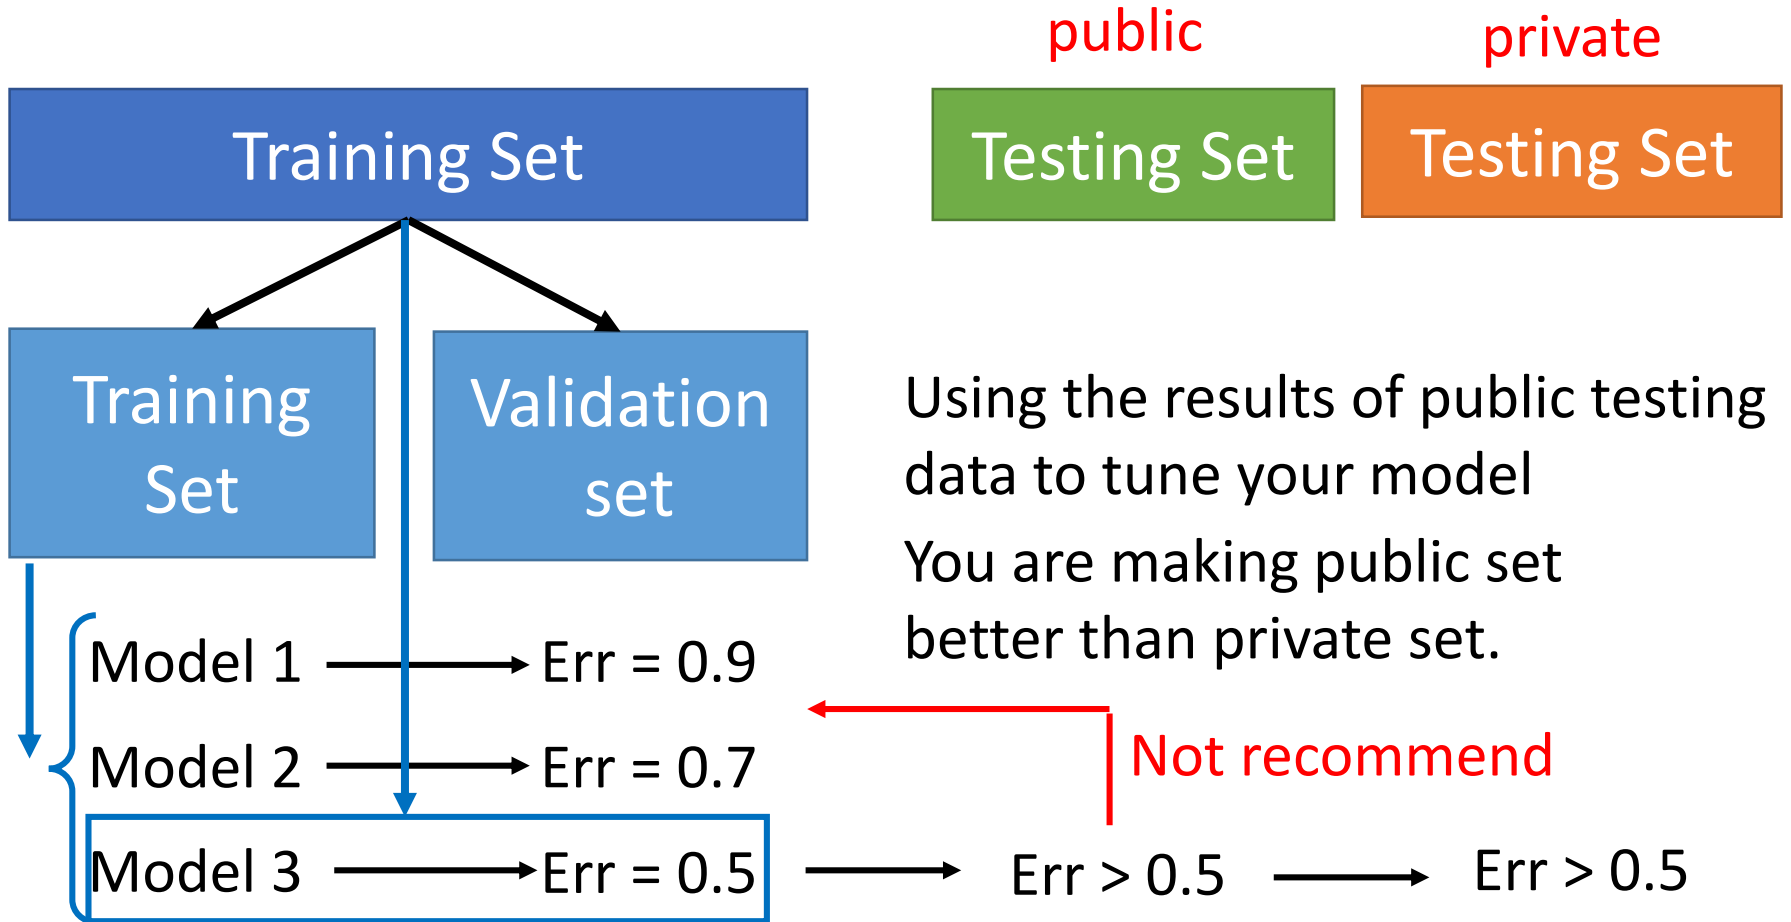 public
private
Training Set
Testing Set
Testing Set
Training
Set
Validation
set
Using the results of public testing
data to tune your model
You are making public set
better than private set.
Model 1
Err = 0.9
Model 2
Err = 0.7
Not recommend
Model 3
Err = 0.5
Err > 0.5
Err > 0.5